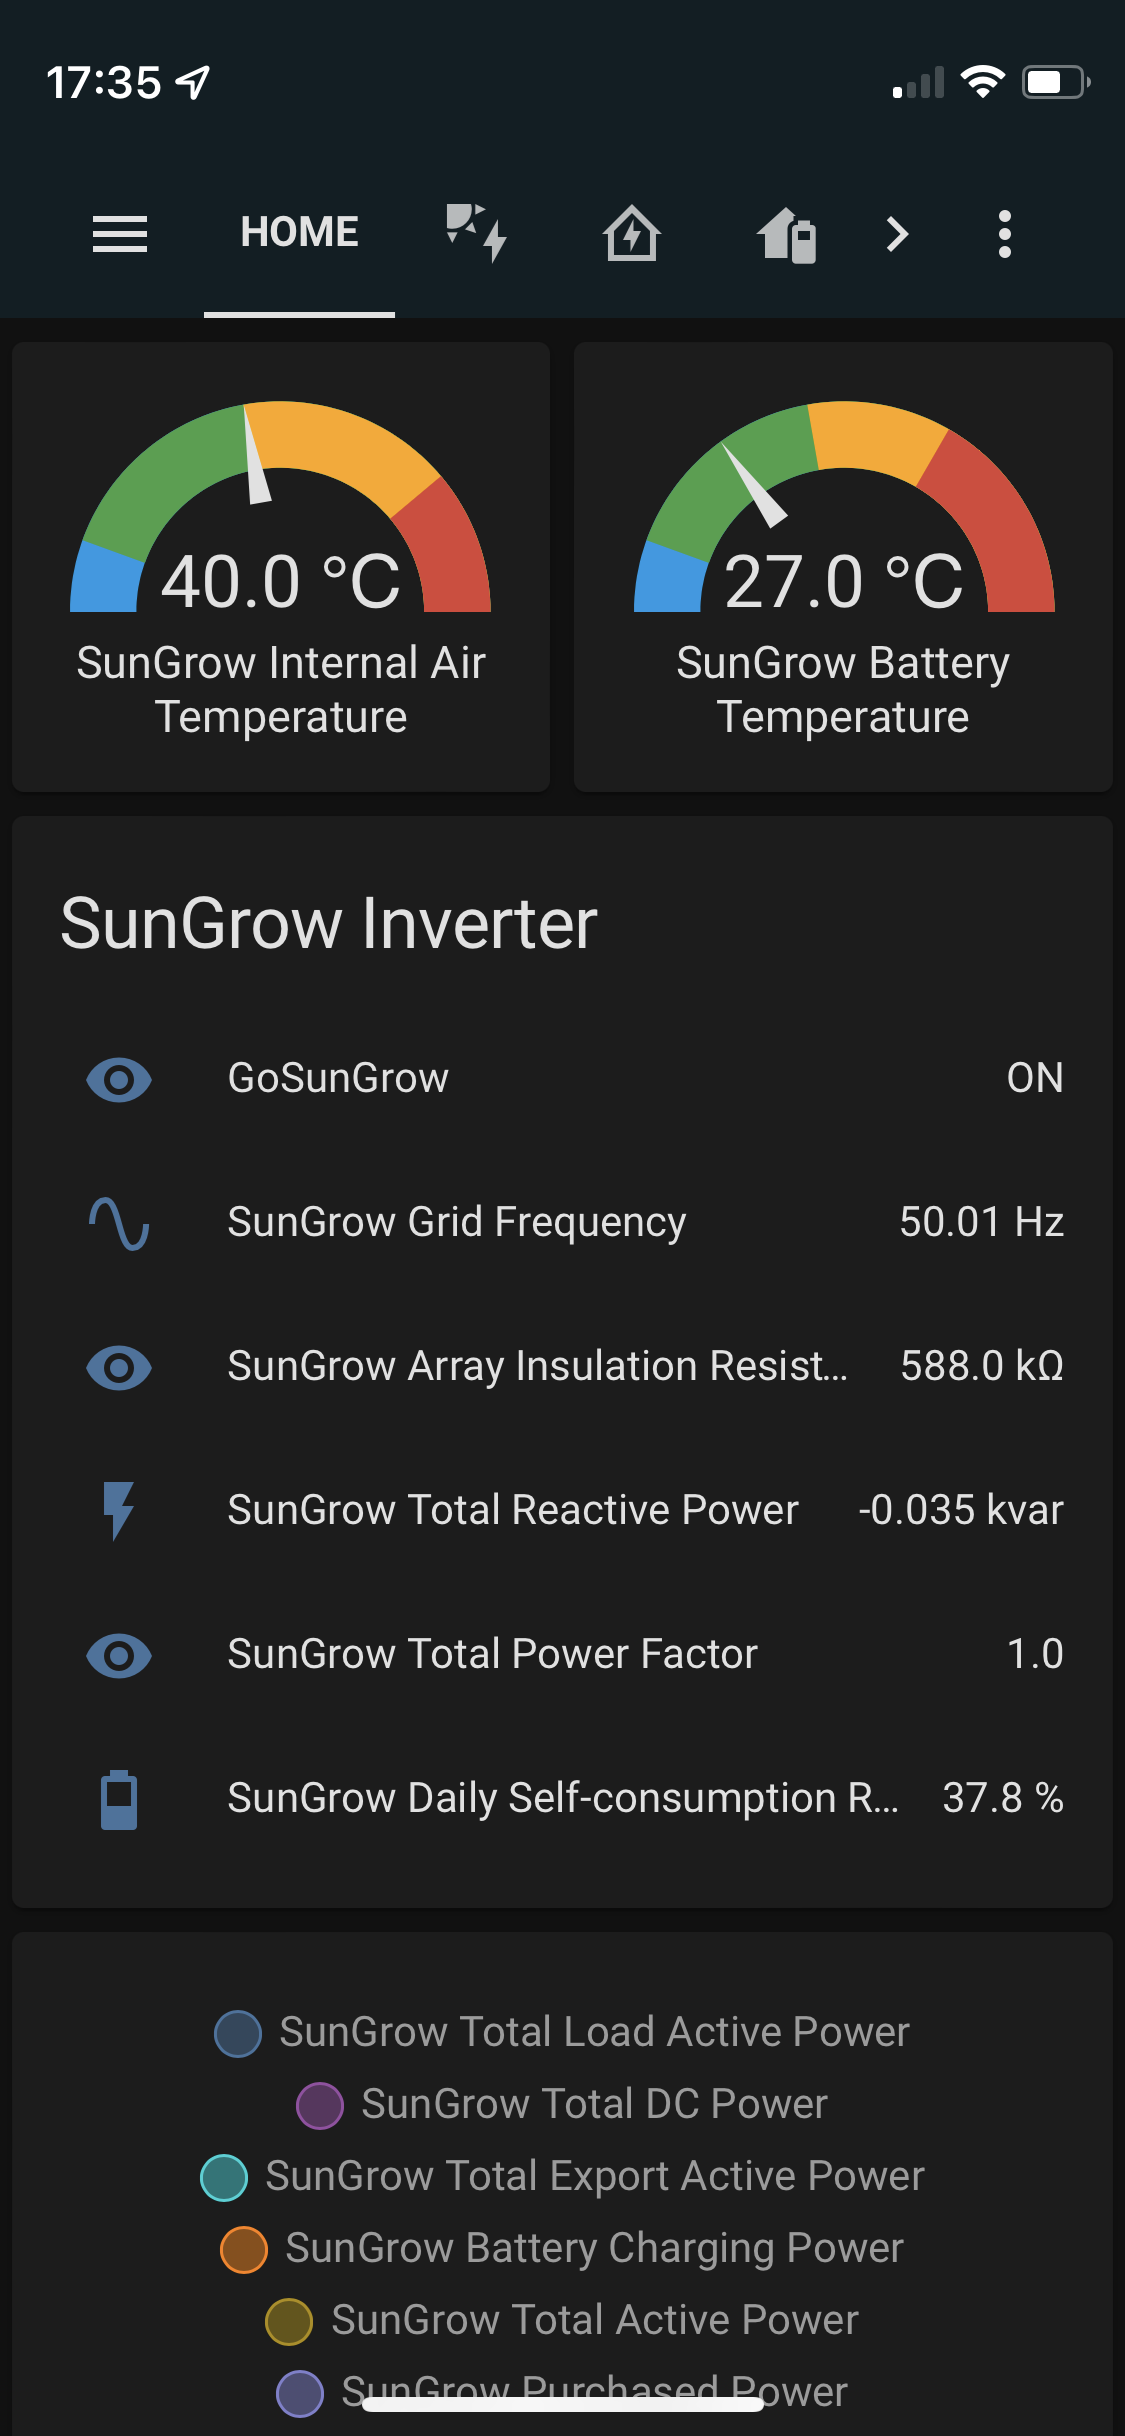 17:35
HOME
40.0 °C
SunGrow Internal Air
Temperature
27.0 °C
SunGrow Battery
Temperature
SunGrow Inverter
GoSunGrow ON
SunGrow Grid Frequency 50.01 Hz
SunGrow Array Insulation Resist... 588.0 kΩ
SunGrow Total Reactive Power -0.035 kvar
SunGrow Total Power Factor 1.0
SunGrow Daily Self-consumption R... 37.8 %
SunGrow Total Load Active Power
SunGrow Total DC Power
SunGrow Total Export Active Power
SunGrow Battery Charging Power
SunGrow Total Active Power
SunGrow Purchased Power